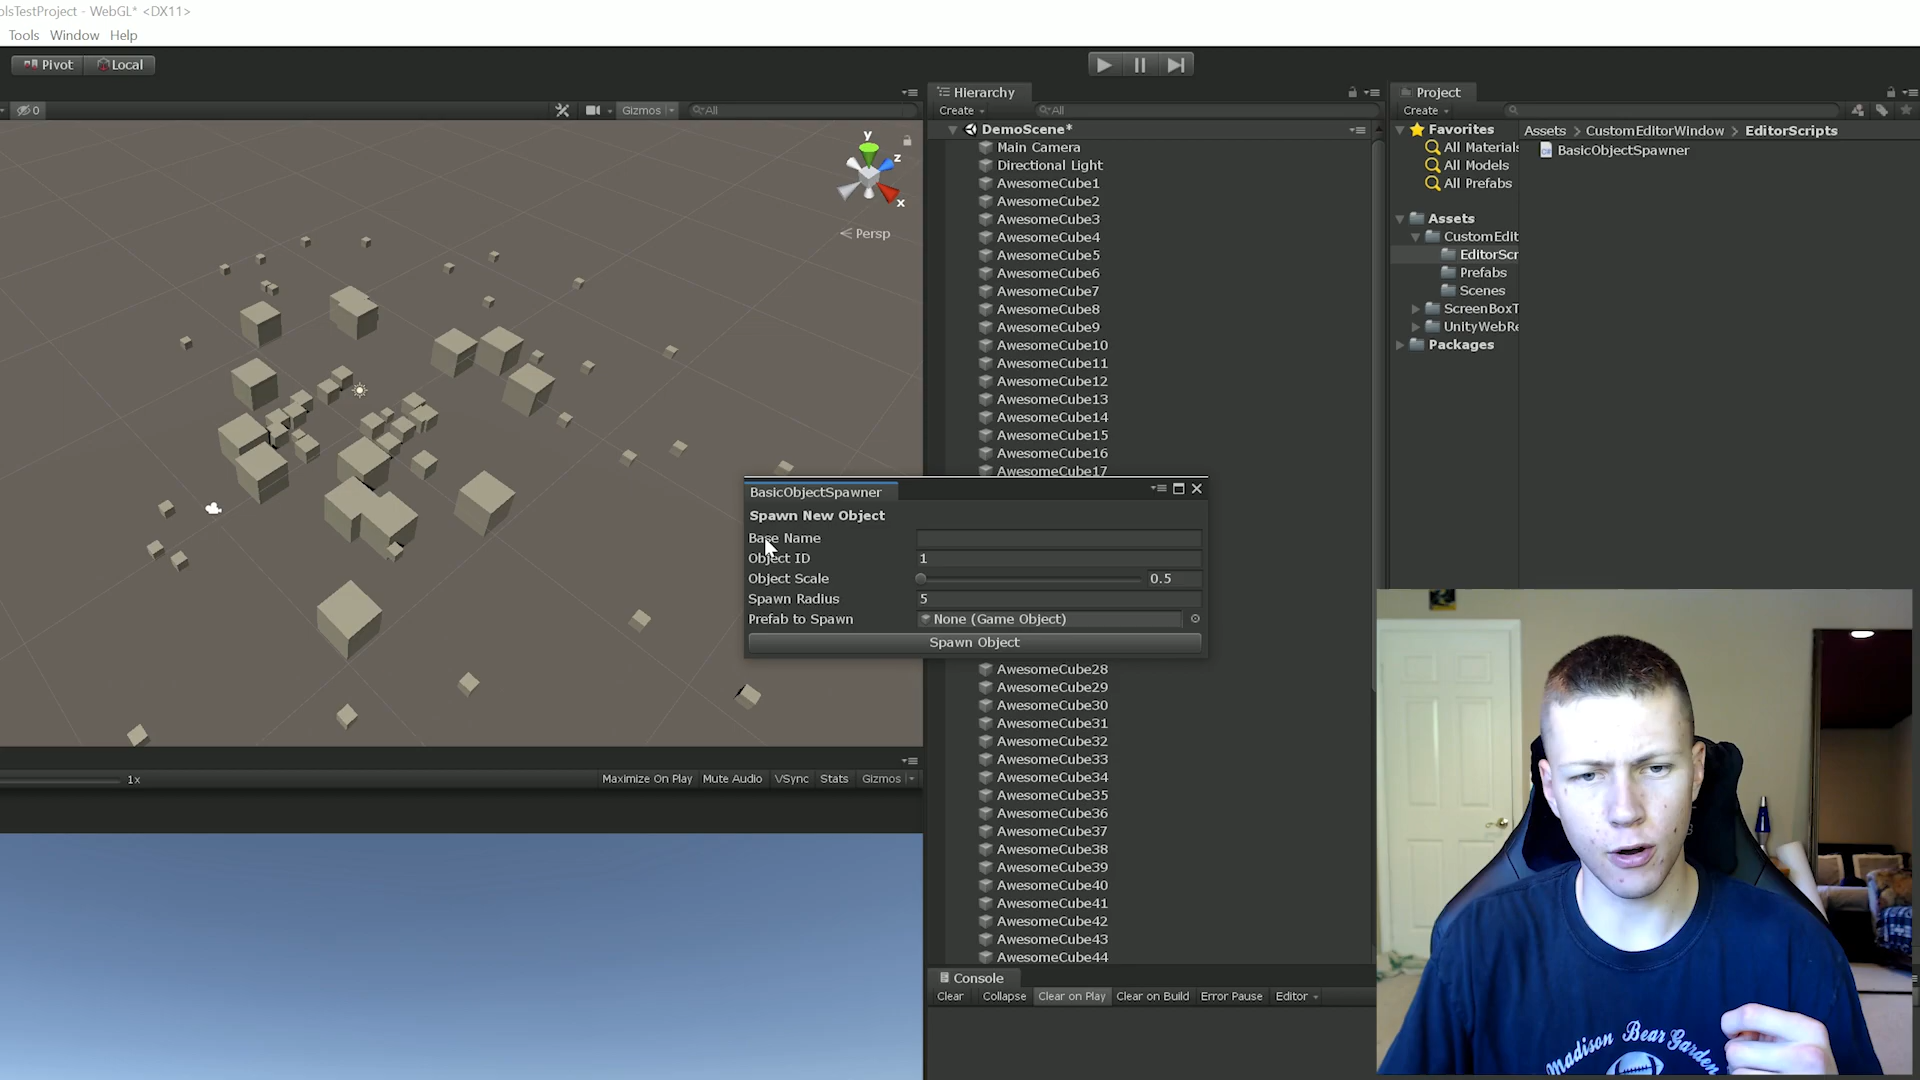 olsTestProject - WebGL* <DX11>
Tools Window Help
Pivot Local
0 Gizmos All
y
z
x
Persp
Hierarchy
Create All
DemoScene*
Main Camera
Directional Light
AwesomeCube1
AwesomeCube2
AwesomeCube3
AwesomeCube4
AwesomeCube5
AwesomeCube6
AwesomeCube7
AwesomeCube8
AwesomeCube9
AwesomeCube10
AwesomeCube11
AwesomeCube12
AwesomeCube13
AwesomeCube14
AwesomeCube15
AwesomeCube16
AwesomeCube17
BasicObjectSpawner
Spawn New Object
Base Name
Object ID 1
Object Scale 0.5
Spawn Radius 5
Prefab to Spawn None (Game Object)
Spawn Object
AwesomeCube28
AwesomeCube29
AwesomeCube30
AwesomeCube31
AwesomeCube32
AwesomeCube33
AwesomeCube34
AwesomeCube35
AwesomeCube36
AwesomeCube37
AwesomeCube38
AwesomeCube39
AwesomeCube40
AwesomeCube41
AwesomeCube42
AwesomeCube43
AwesomeCube44
Project
Create
Favorites
All Materials
All Models
All Prefabs
Assets
CustomEdit
EditorScr
Prefabs
Scenes
ScreenBoxT
UnityWebRe
Packages
Assets > CustomEditorWindow > EditorScripts
BasicObjectSpawner
1x Maximize On Play Mute Audio VSync Stats Gizmos
Console
Clear Collapse Clear on Play Clear on Build Error Pause Editor
Madison Bear Garden